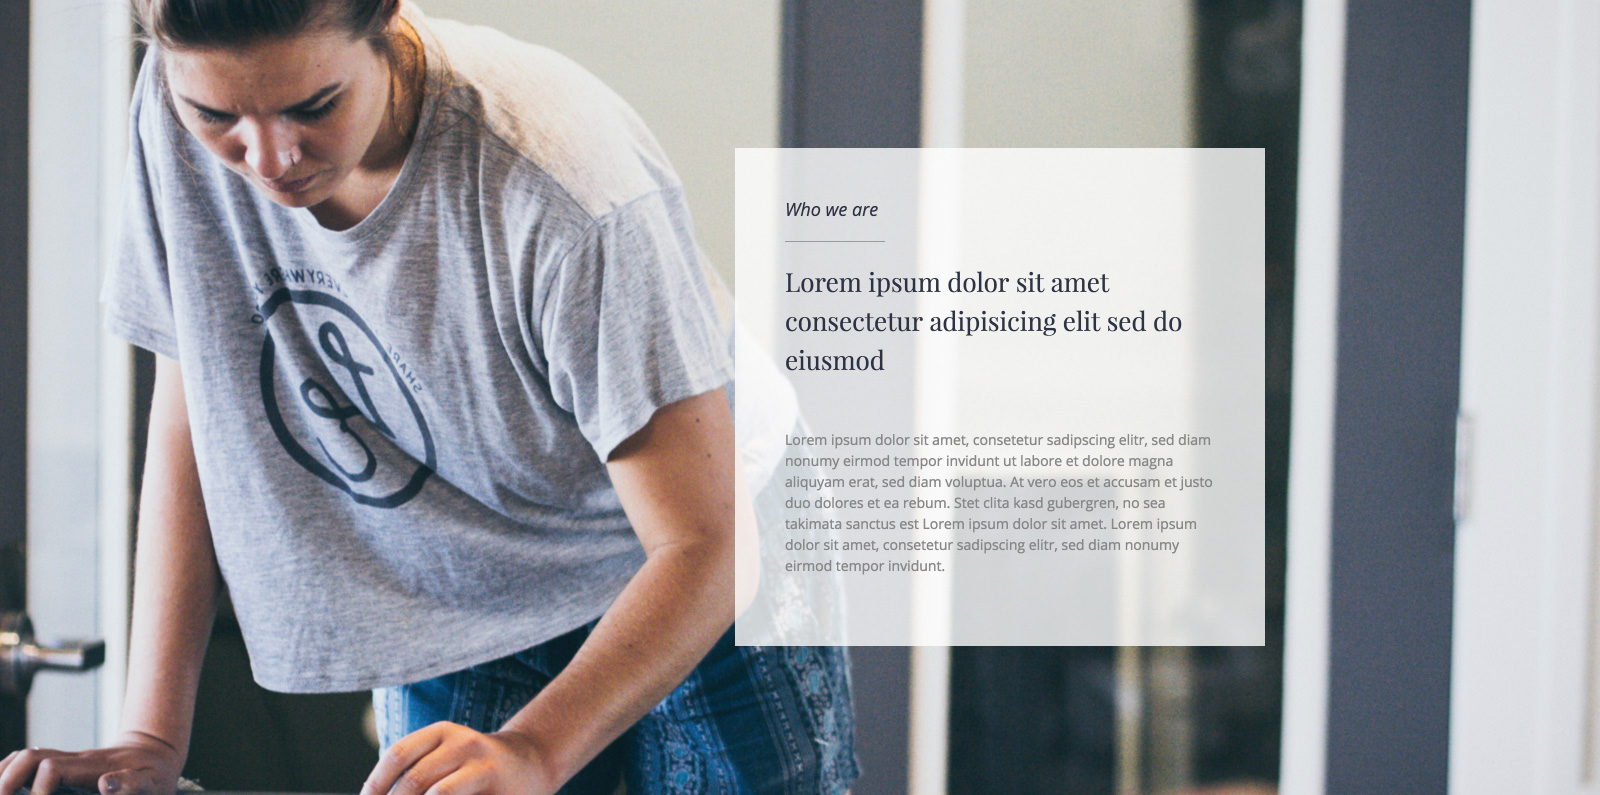 Who we are
Lorem ipsum dolor sit amet
consectetur adipisicing elit sed do
eiusmod
Lorem ipsum dolor sit amet, consetetur sadipscing elitr, sed diam
nonumy eirmod tempor invidunt ut labore et dolore magna
aliquyam erat, sed diam voluptua. At vero eos et accusam et justo
duo dolores et ea rebum. Stet clita kasd gubergren, no sea
takimata sanctus est Lorem ipsum dolor sit amet. Lorem ipsum
dolor sit amet, consetetur sadipscing elitr, sed diam nonumy
eirmod tempor invidunt.